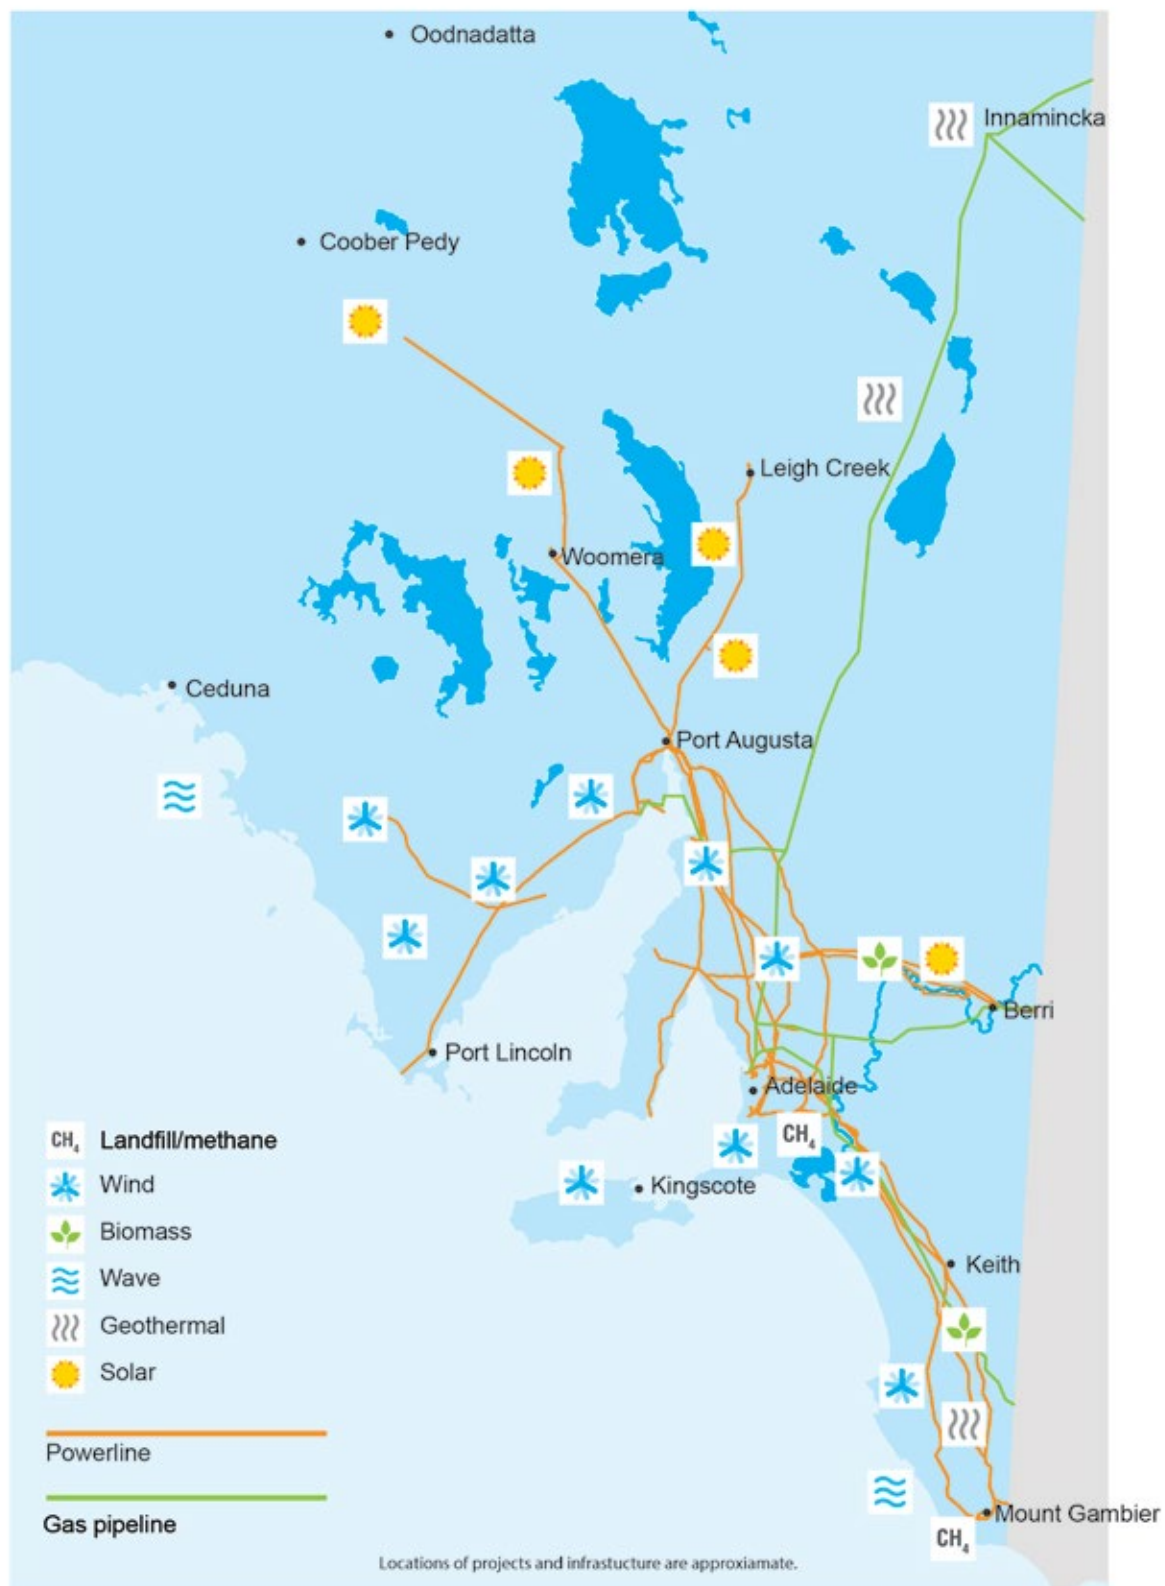 Oodnadatta
Innamincka
Coober Pedy
Leigh Creek
Woomera
Ceduna
Port Augusta
Berri
Port Lincoln
Adelaide
CH4
Landfill/methane
CH4
Wind
Kingscote
Biomass
Keith
Wave
Geothermal
Solar
Powerline
Mount Gambier
Gas pipeline
CH4
Locations of projects and infrastucture are approxiamate.